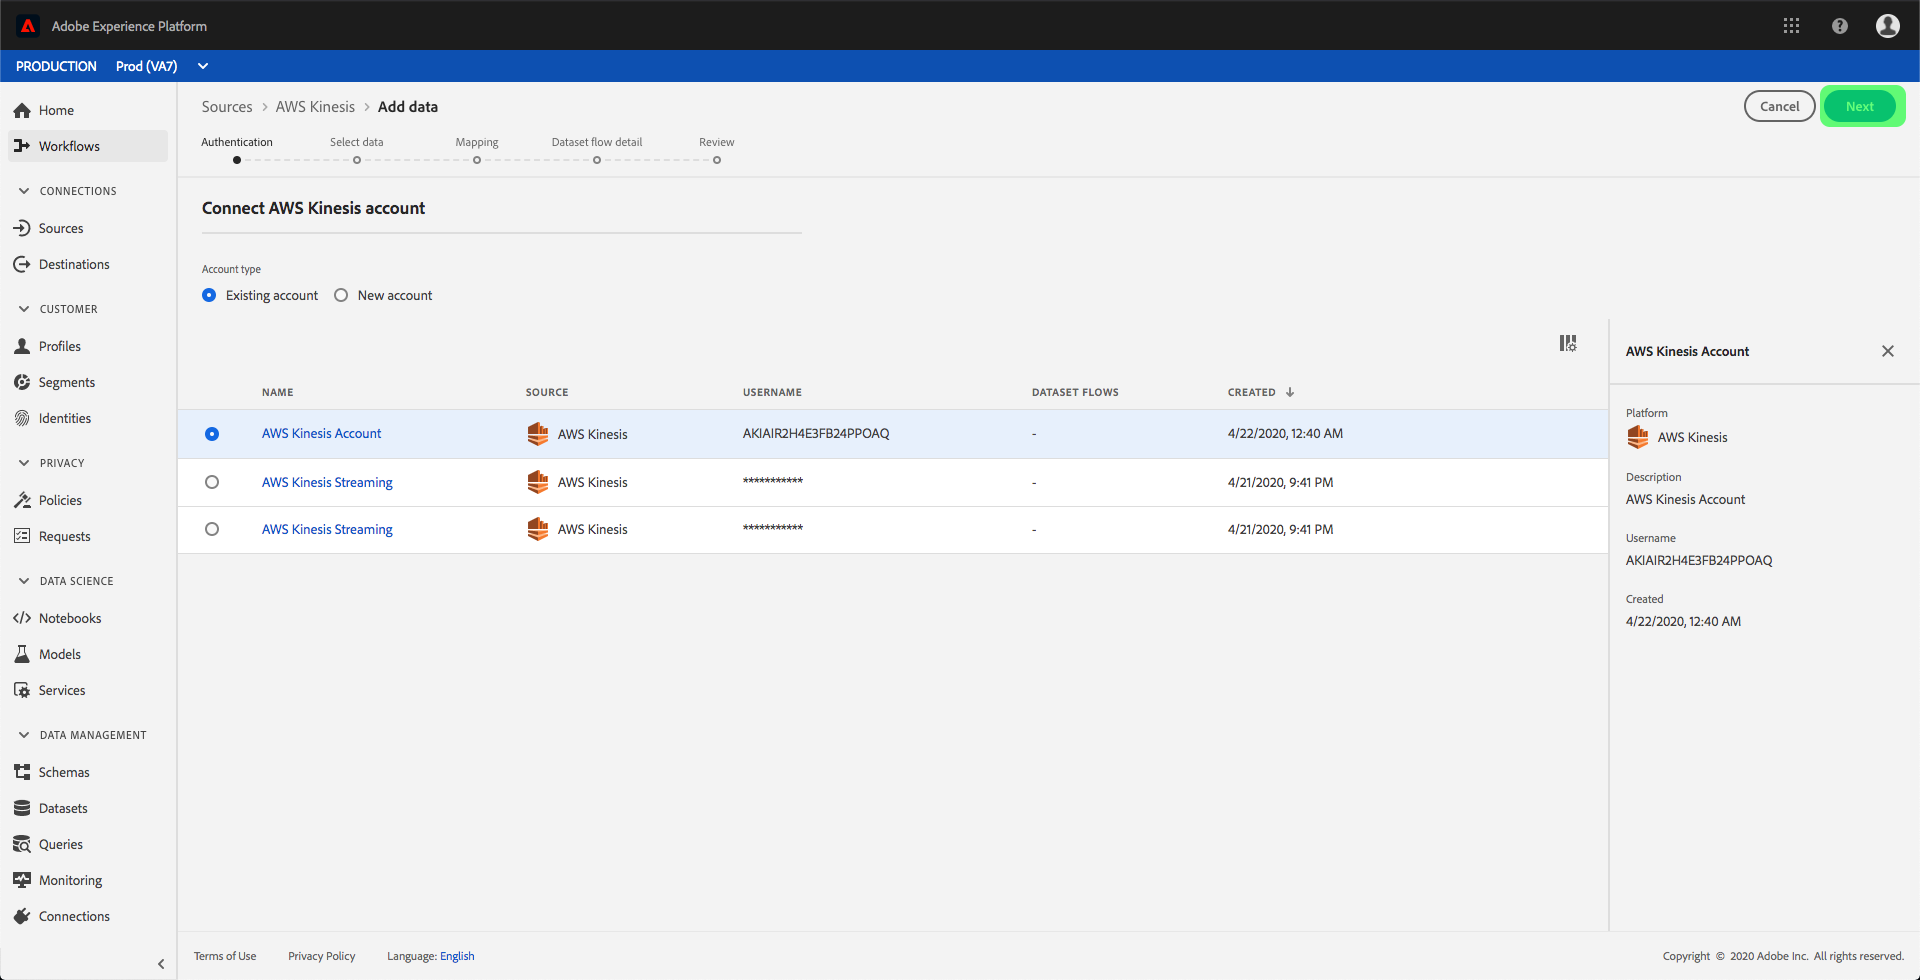 Adobe Experience Platform
PRODUCTION Prod (VA7)
Home
Workflows
CONNECTIONS
Sources
Destinations
CUSTOMER
Profiles
Segments
Identities
PRIVACY
Policies
Requests
DATA SCIENCE
Notebooks
Models
Services
DATA MANAGEMENT
Schemas
Datasets
Queries
Monitoring
Connections
Sources > AWS Kinesis > Add data
Cancel Next
Authentication Select data Mapping Dataset flow detail Review
Connect AWS Kinesis account
Account type
Existing account New account
NAME SOURCE USERNAME DATASET FLOWS CREATED ↓
AWS Kinesis Account AWS Kinesis AKIAIR2H4E3FB24PPOAQ - 4/22/2020, 12:40 AM
AWS Kinesis Streaming AWS Kinesis *********** - 4/21/2020, 9:41 PM
AWS Kinesis Streaming AWS Kinesis *********** - 4/21/2020, 9:41 PM
AWS Kinesis Account
Platform
AWS Kinesis
Description
AWS Kinesis Account
Username
AKIAIR2H4E3FB24PPOAQ
Created
4/22/2020, 12:40 AM
Terms of Use Privacy Policy Language: English
Copyright © 2020 Adobe Inc. All rights reserved.